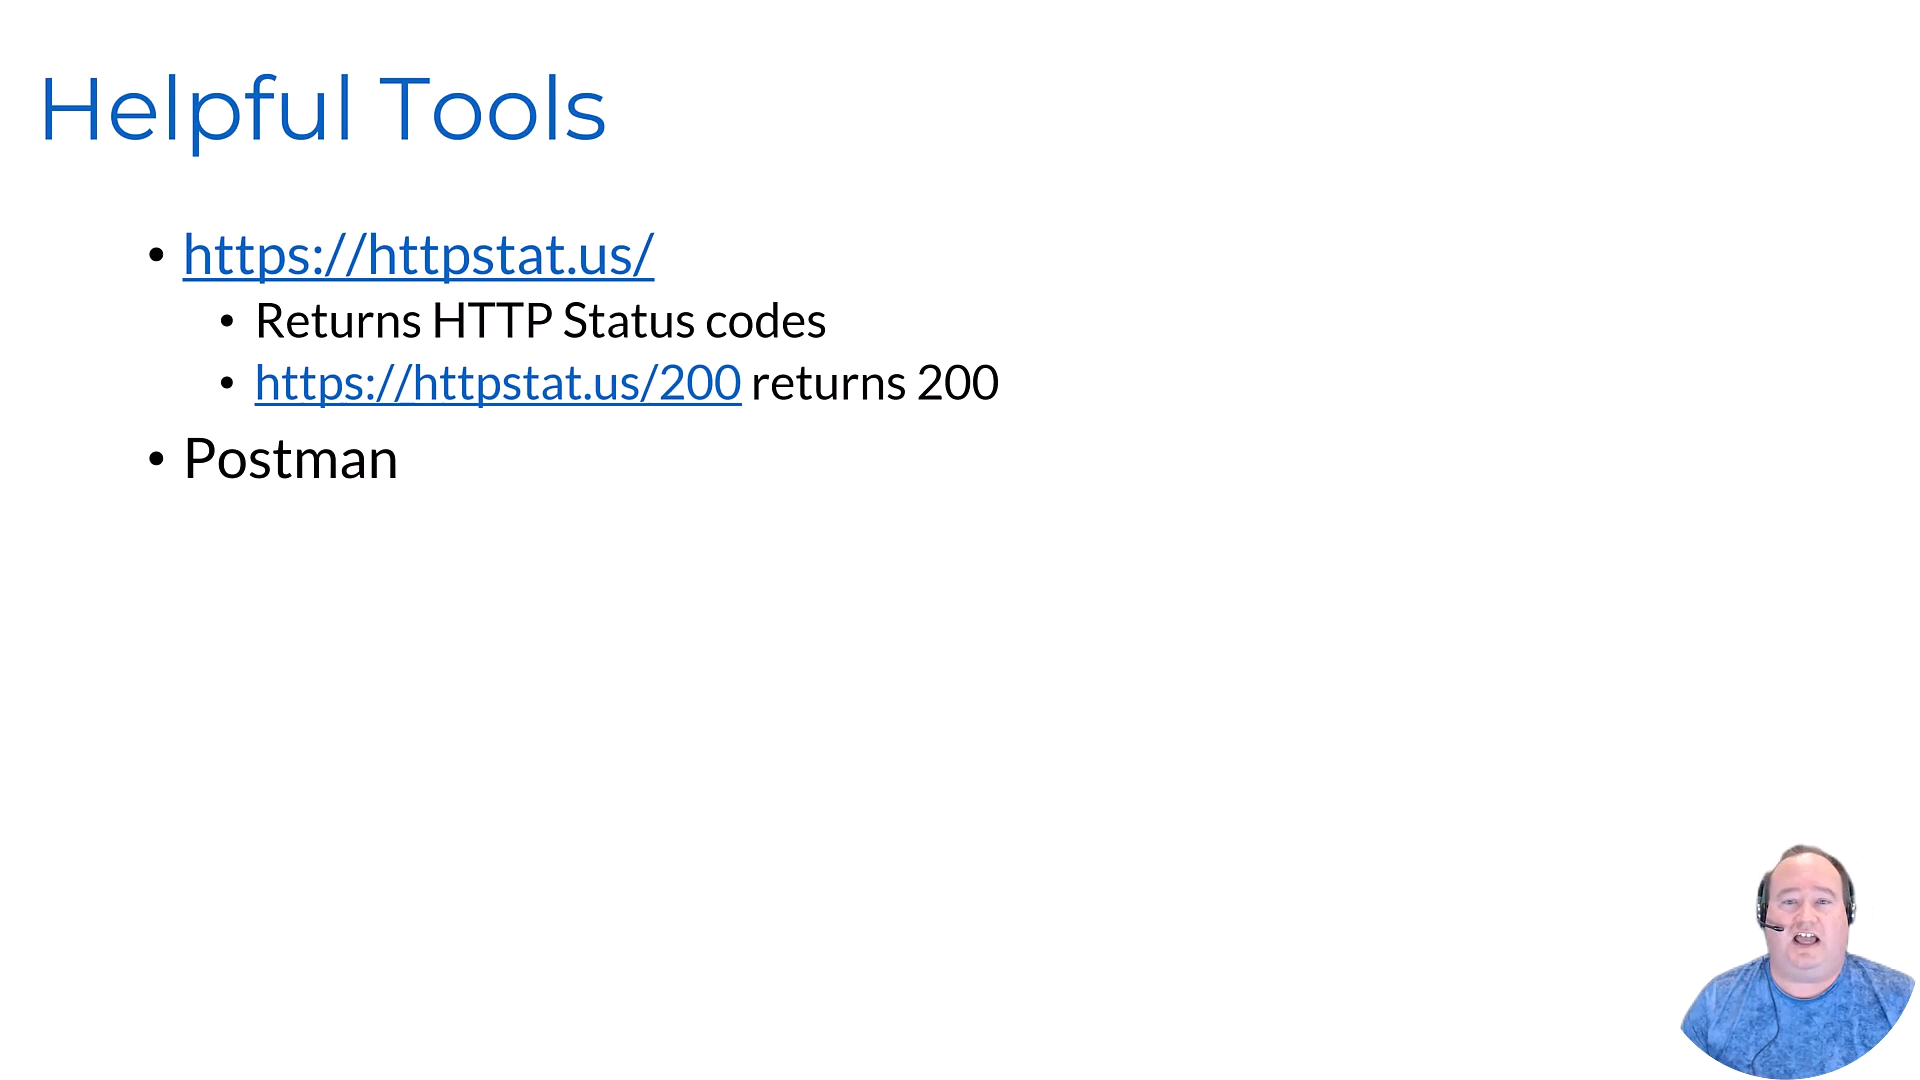 Helpful Tools
• https://httpstat.us/
• Returns HTTP Status codes
• https://httpstat.us/200 returns 200
• Postman